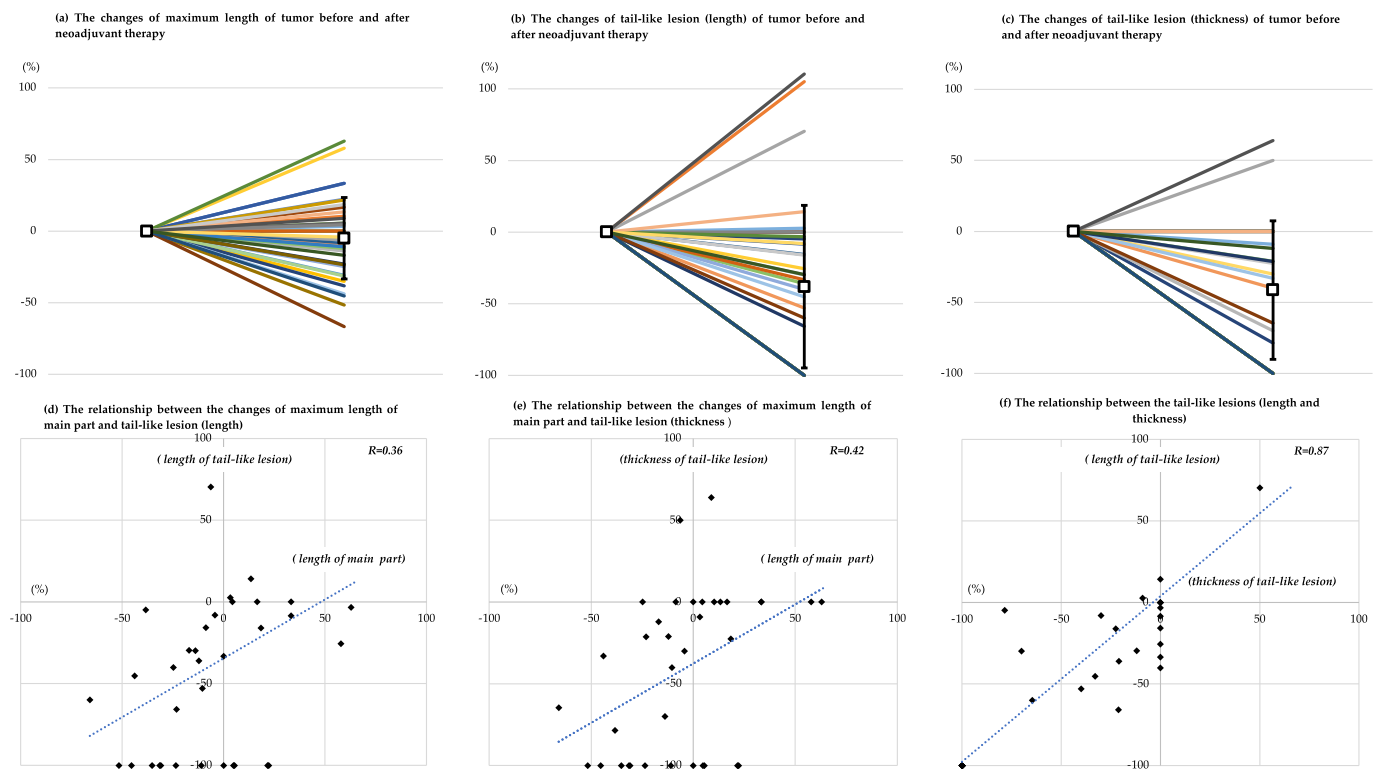 (a) The changes of maximum length of tumor before and after
neoadjuvant therapy
(%)
100
50
0
-50
-100
(b) The changes of tail-like lesion (length) of tumor before and
after neoadjuvant therapy
(%)
100
50
0
-50
-100
(c) The changes of tail-like lesion (thickness) of tumor before
and after neoadjuvant therapy
(%)
100
50
0
-50
-100
(d) The relationship between the changes of maximum length of
main part and tail-like lesion (length)
100
( length of tail-like lesion)
R=0.36
50
( length of main part)
(%)
0
-100
-50
0
50
100
-50
-100
(e) The relationship between the changes of maximum length of
main part and tail-like lesion (thickness )
100
(thickness of tail-like lesion)
R=0.42
50
( length of main part)
(%)
0
-100
-50
0
50
100
-50
-100
(f) The relationship between the tail-like lesions (length and
thickness)
100
( length of tail-like lesion)
R=0.87
50
(thickness of tail-like lesion)
(%)
0
-100
-50
0
50
100
-50
-100